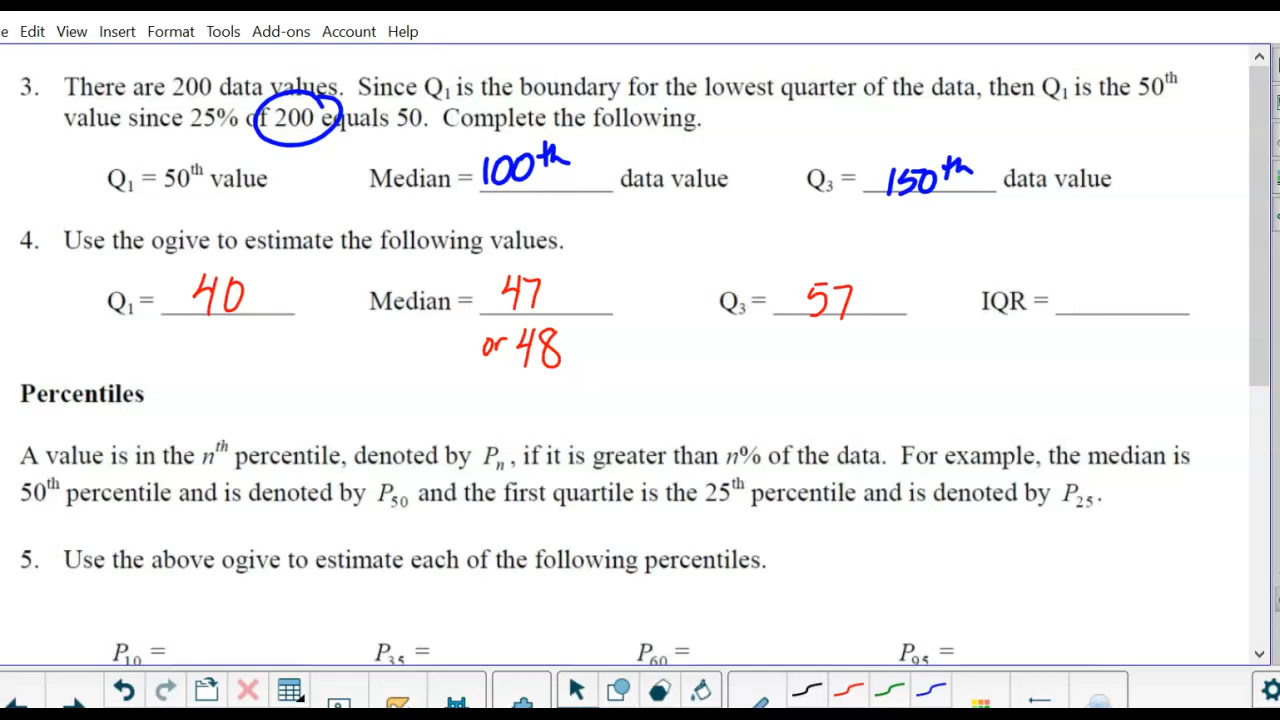 e Edit View Insert Format Tools Add-ons Account Help
3. There are 200 data values. Since Q1 is the boundary for the lowest quarter of the data, then Q1 is the 50th
value since 25% of 200 equals 50. Complete the following.
Q1 = 50th value Median = 100th data value Q3 = 150th data value
4. Use the ogive to estimate the following values.
Q1 = 40 Median = 47 Q3 = 57 IQR = ____
or 48
Percentiles
A value is in the nth percentile, denoted by Pn, if it is greater than n% of the data. For example, the median is
50th percentile and is denoted by P50 and the first quartile is the 25th percentile and is denoted by P25.
5. Use the above ogive to estimate each of the following percentiles.
P10 = P35 = P60 = P95 =